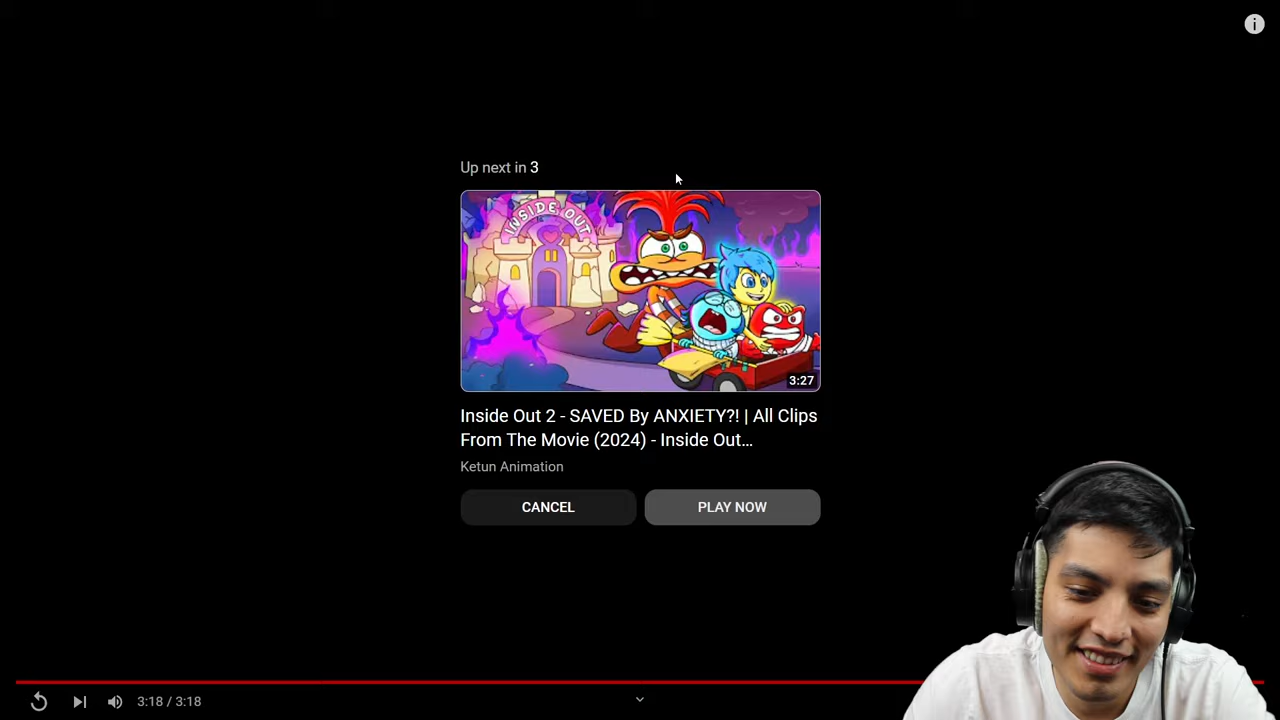 Up next in 3
INSIDE OUT
3:27
Inside Out 2 - SAVED By ANXIETY?! | All Clips
From The Movie (2024) - Inside Out...
Ketun Animation
CANCEL
PLAY NOW
3:18 / 3:18